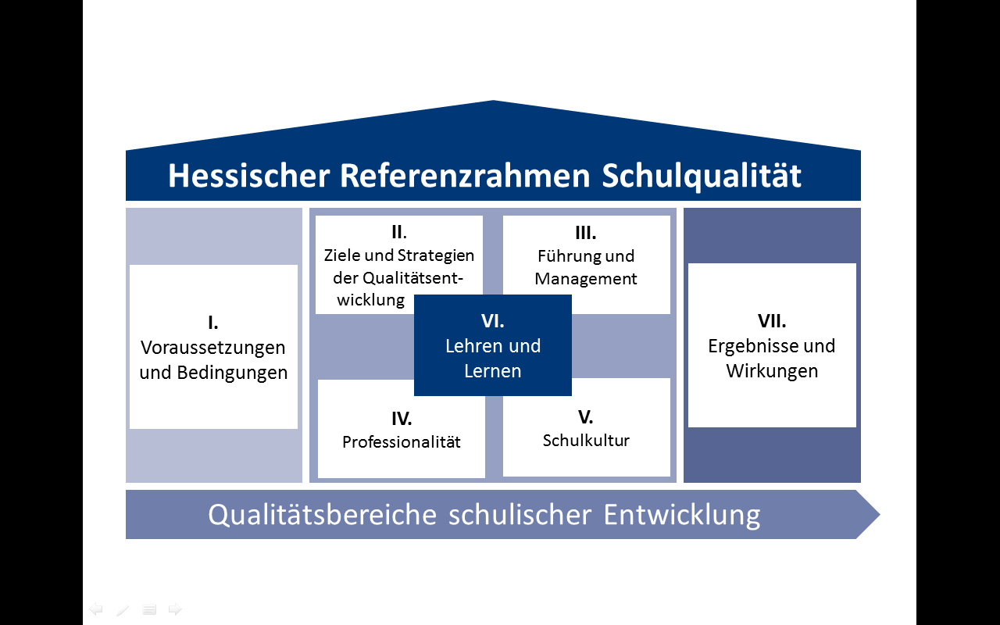 Hessischer Referenzrahmen Schulqualität
I.
Voraussetzungen
und Bedingungen
II.
Ziele und Strategien
der Qualitätsent-
wicklung
III.
Führung und
Management
VI.
Lehren und
Lernen
IV.
Professionalität
V.
Schulkultur
VII.
Ergebnisse und
Wirkungen
Qualitätsbereiche schulischer Entwicklung